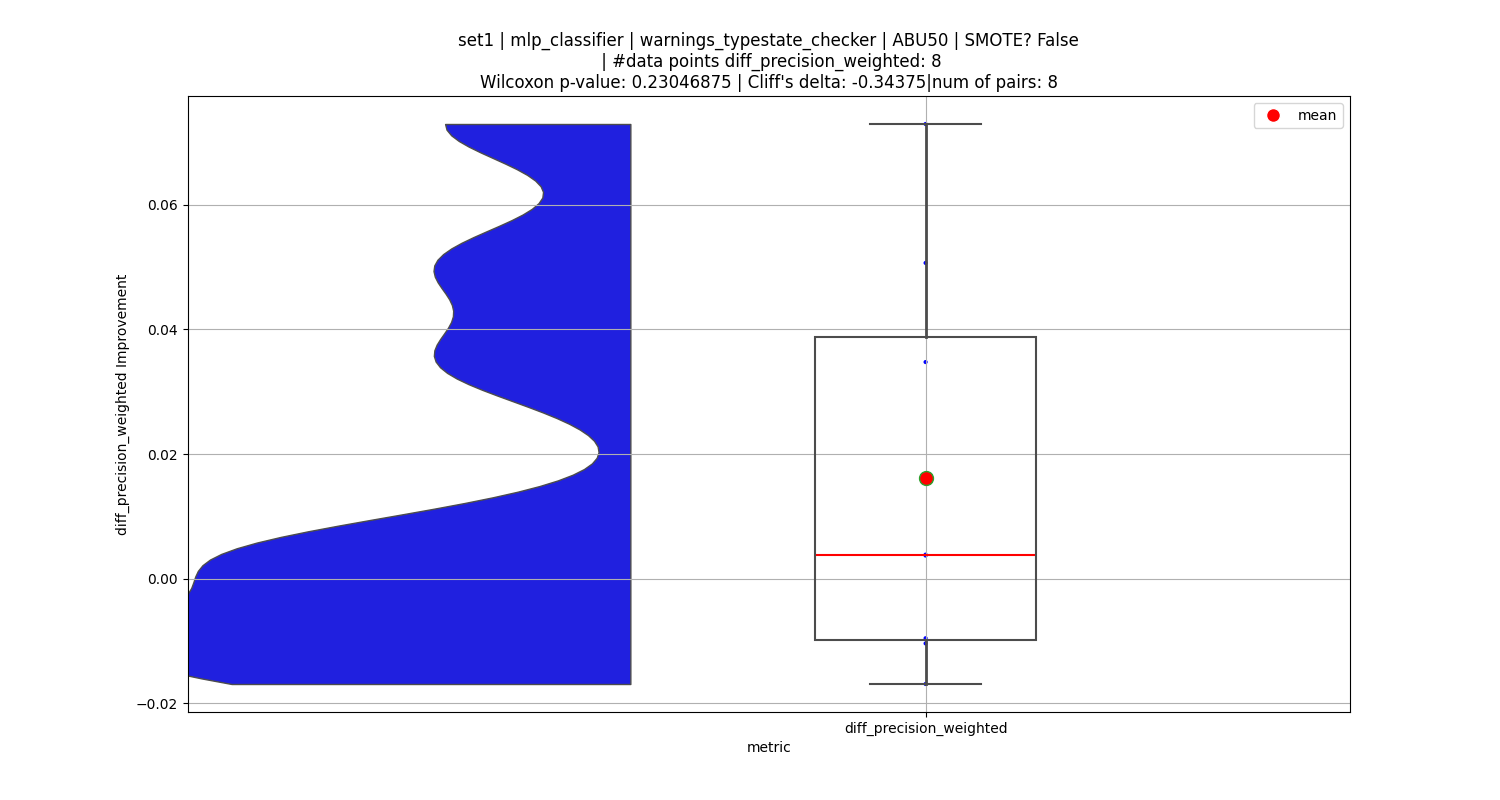 set1 | mlp_classifier | warnings_typestate_checker | ABU50 | SMOTE? False
| #data points diff_precision_weighted: 8
Wilcoxon p-value: 0.23046875 | Cliff's delta: -0.34375|num of pairs: 8
mean
0.06
0.04
0.02
0.00
−0.02
diff_precision_weighted Improvement
diff_precision_weighted
metric